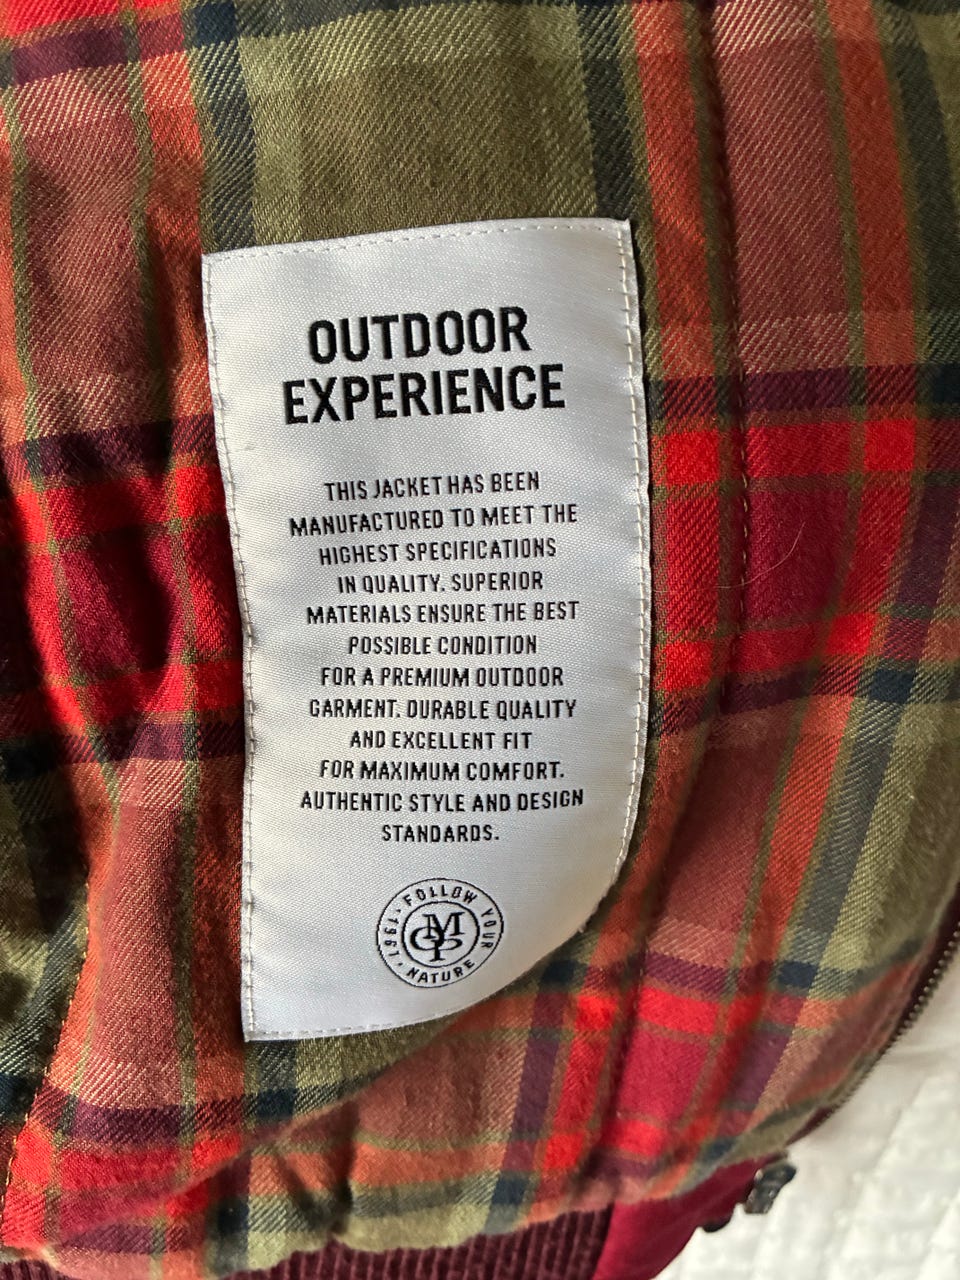 OUTDOOR
EXPERIENCE
THIS JACKET HAS BEEN
MANUFACTURED TO MEET THE
HIGHEST SPECIFICATIONS
IN QUALITY. SUPERIOR
MATERIALS ENSURE THE BEST
POSSIBLE CONDITION
FOR A PREMIUM OUTDOOR
GARMENT. DURABLE QUALITY
AND EXCELLENT FIT
FOR MAXIMUM COMFORT.
AUTHENTIC STYLE AND DESIGN
STANDARDS.
FOLLOW YOUR
NATURE
· 1967 ·
MOP